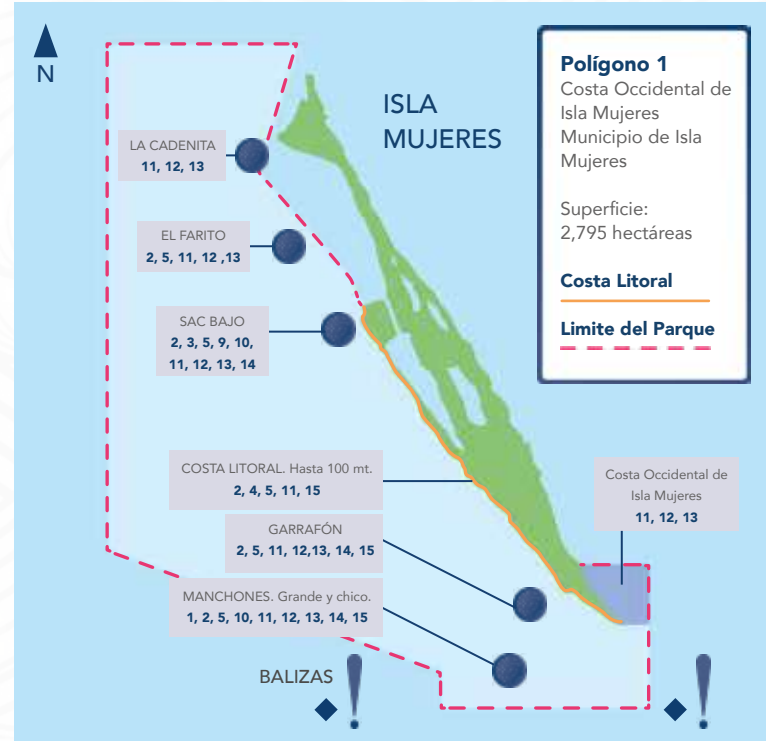 N
ISLA
MUJERES
Polígono 1
Costa Occidental de
Isla Mujeres
Municipio de Isla
Mujeres
Superficie:
2,795 hectáreas
Costa Litoral
Limite del Parque
LA CADENITA
11, 12, 13
EL FARITO
2, 5, 11, 12 ,13
SAC BAJO
2, 3, 5, 9, 10,
11, 12, 13, 14
COSTA LITORAL. Hasta 100 mt.
2, 4, 5, 11, 15
Costa Occidental de
Isla Mujeres
11, 12, 13
GARRAFÓN
2, 5, 11, 12,13, 14, 15
MANCHONES. Grande y chico.
1, 2, 5, 10, 11, 12, 13, 14, 15
BALIZAS